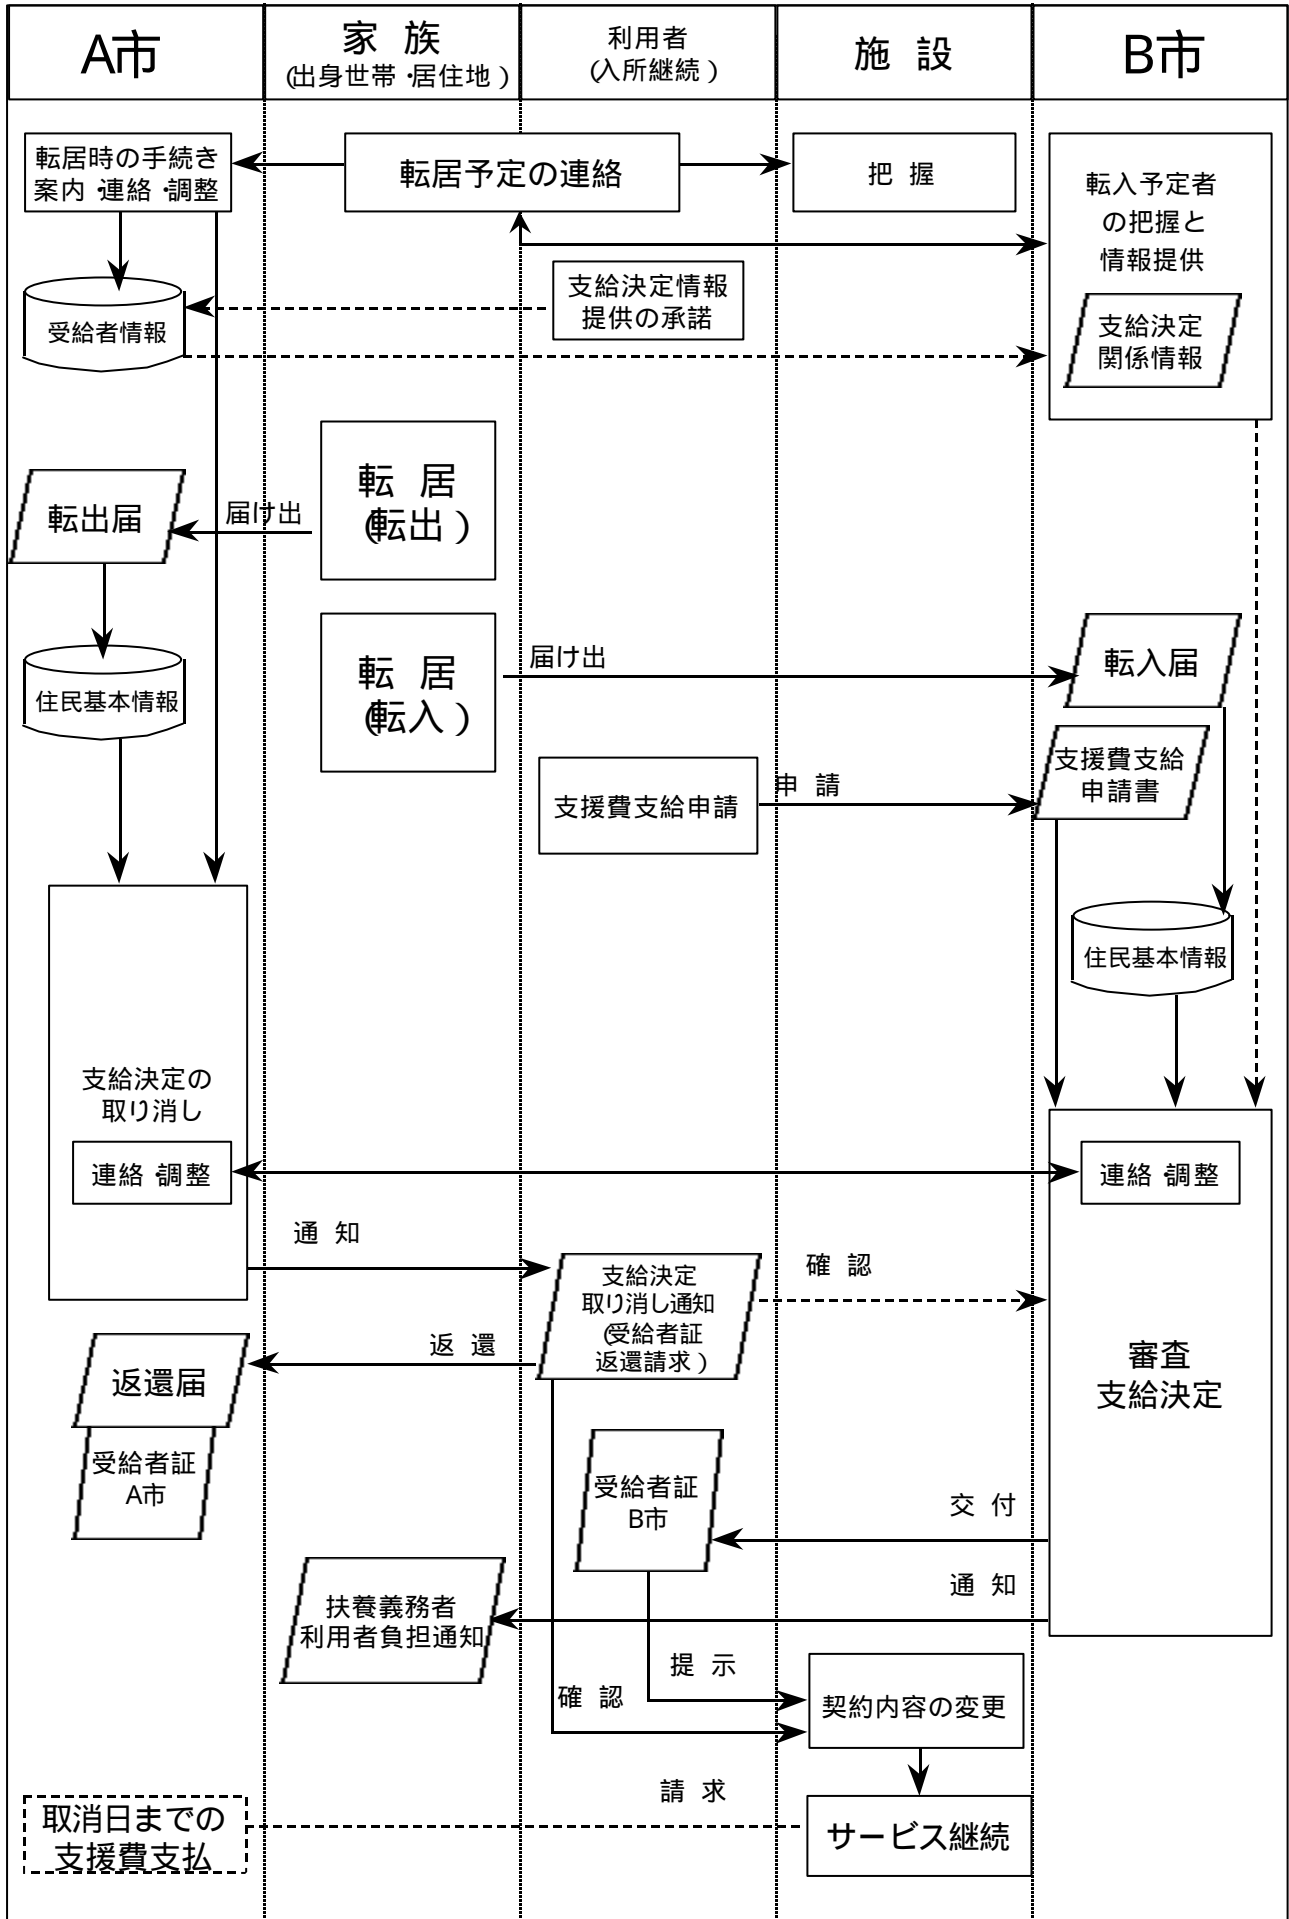 A市
家 族
(出身世帯・居住地)
利用者
(入所継続)
施 設
B市
転居時の手続き
案内・連絡・調整
転居予定の連絡
把 握
転入予定者
の把握と
情報提供
支給決定情報
提供の承諾
受給者情報
支給決定
関係情報
転 居
(転出)
届け出
転出届
転 居
(転入)
届け出
転入届
住民基本情報
支援費支給申請
申 請
支援費支給
申請書
住民基本情報
支給決定の
取り消し
連絡・調整
連絡・調整
通 知
支給決定
取り消し通知
(受給者証
返還請求)
確 認
返 還
返還届
受給者証
A市
審査
支給決定
受給者証
B市
交 付
通 知
扶養義務者
利用者負担通知
提 示
確 認
契約内容の変更
請 求
取消日までの
支援費支払
サービス継続